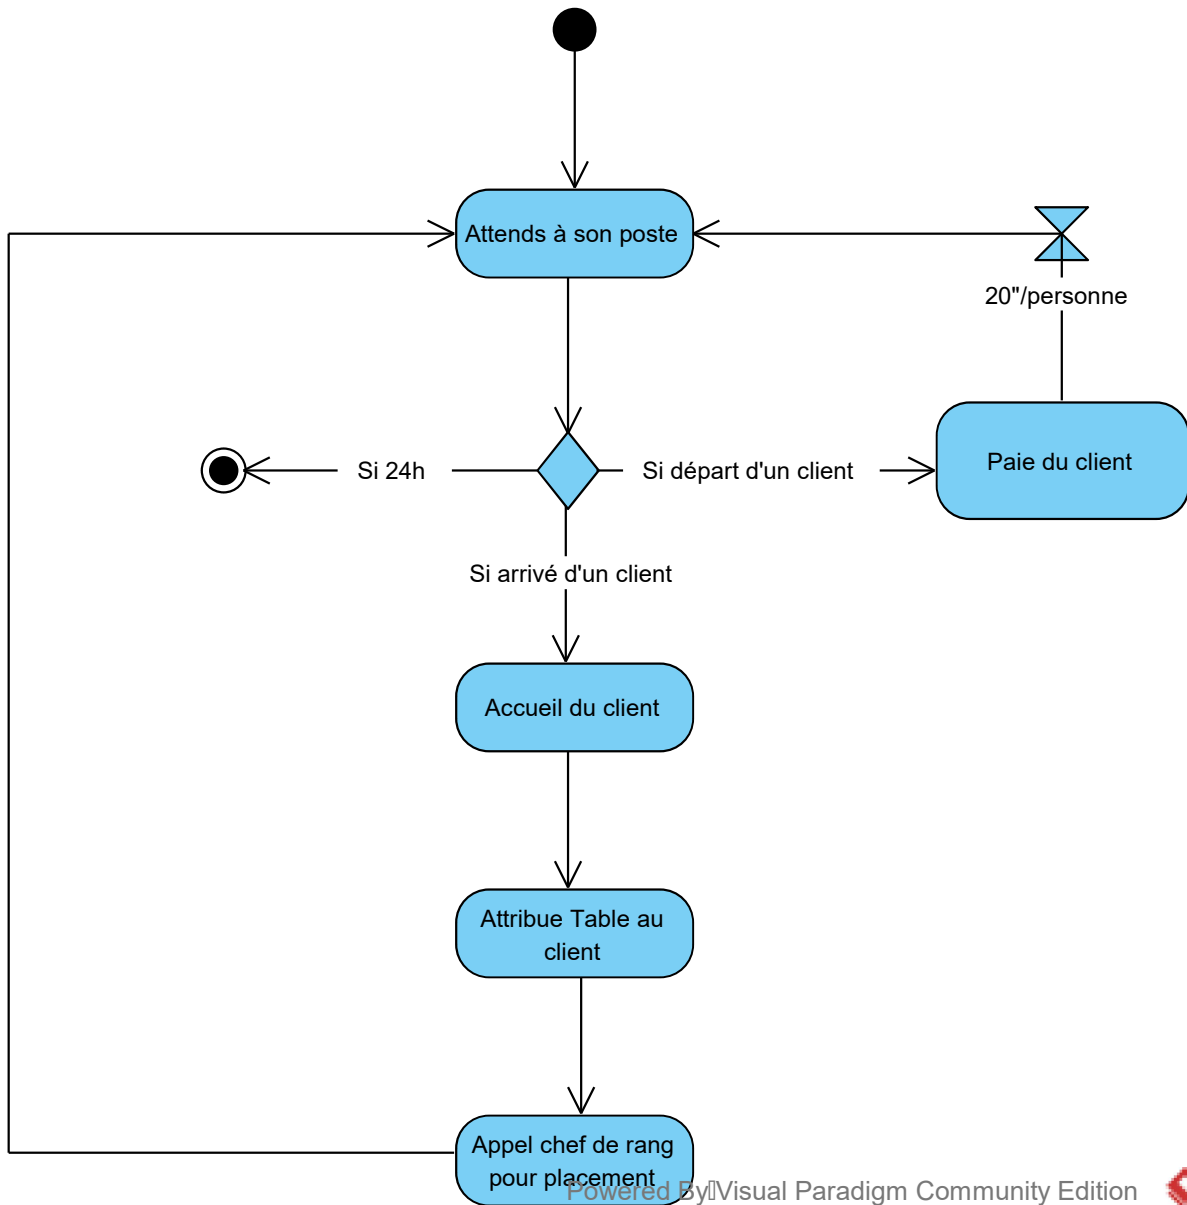 Attends à son poste
20"/personne
Si 24h
Si départ d'un client
Paie du client
Si arrivé d'un client
Accueil du client
Attribue Table au
client
Appel chef de rang
pour placement
Powered By Visual Paradigm Community Edition